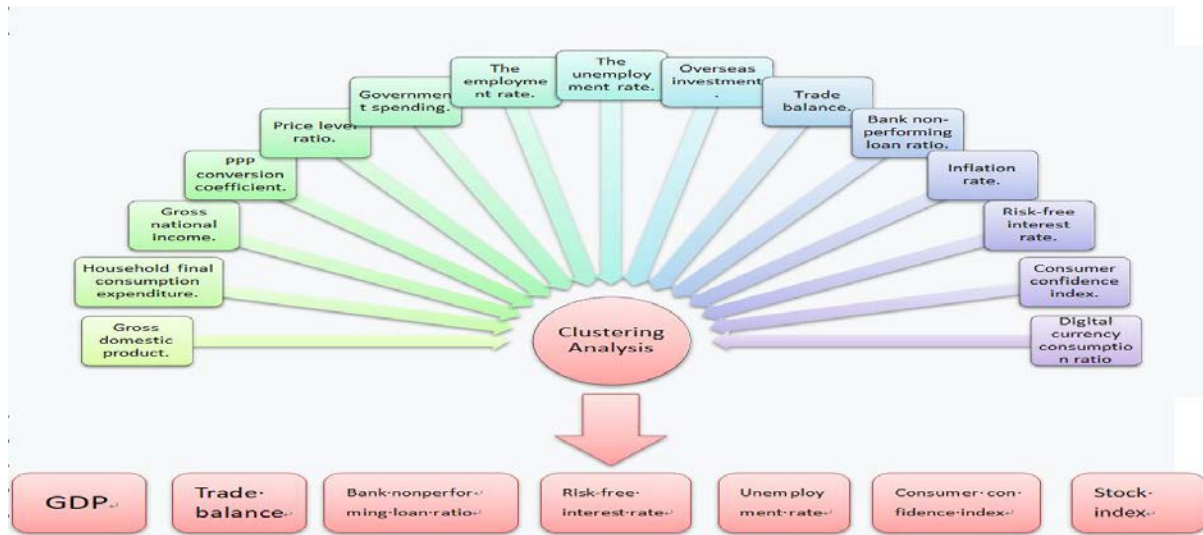 Gross
domestic
product.
Household final
consumption
expenditure.
Gross
national
income.
PPP
conversion
coefficient.
Price level
ratio.
Governmen
t spending.
The
employme
nt rate.
The
unemploy
ment rate.
Overseas
investment
.
Trade
balance.
Bank non-
performing
loan ratio.
Inflation
rate.
Risk-free
interest
rate.
Consumer
confidence
index.
Digital
currency
consumptio
n ratio
Clustering
Analysis
GDP↵
Trade·
balance↵
Bank·nonperfor↵
ming·loan·ratio↵
Risk-free·
interest·rate↵
Unemploy
ment·rate↵
Consumer·con↵
fidence·index↵
Stock·
index↵